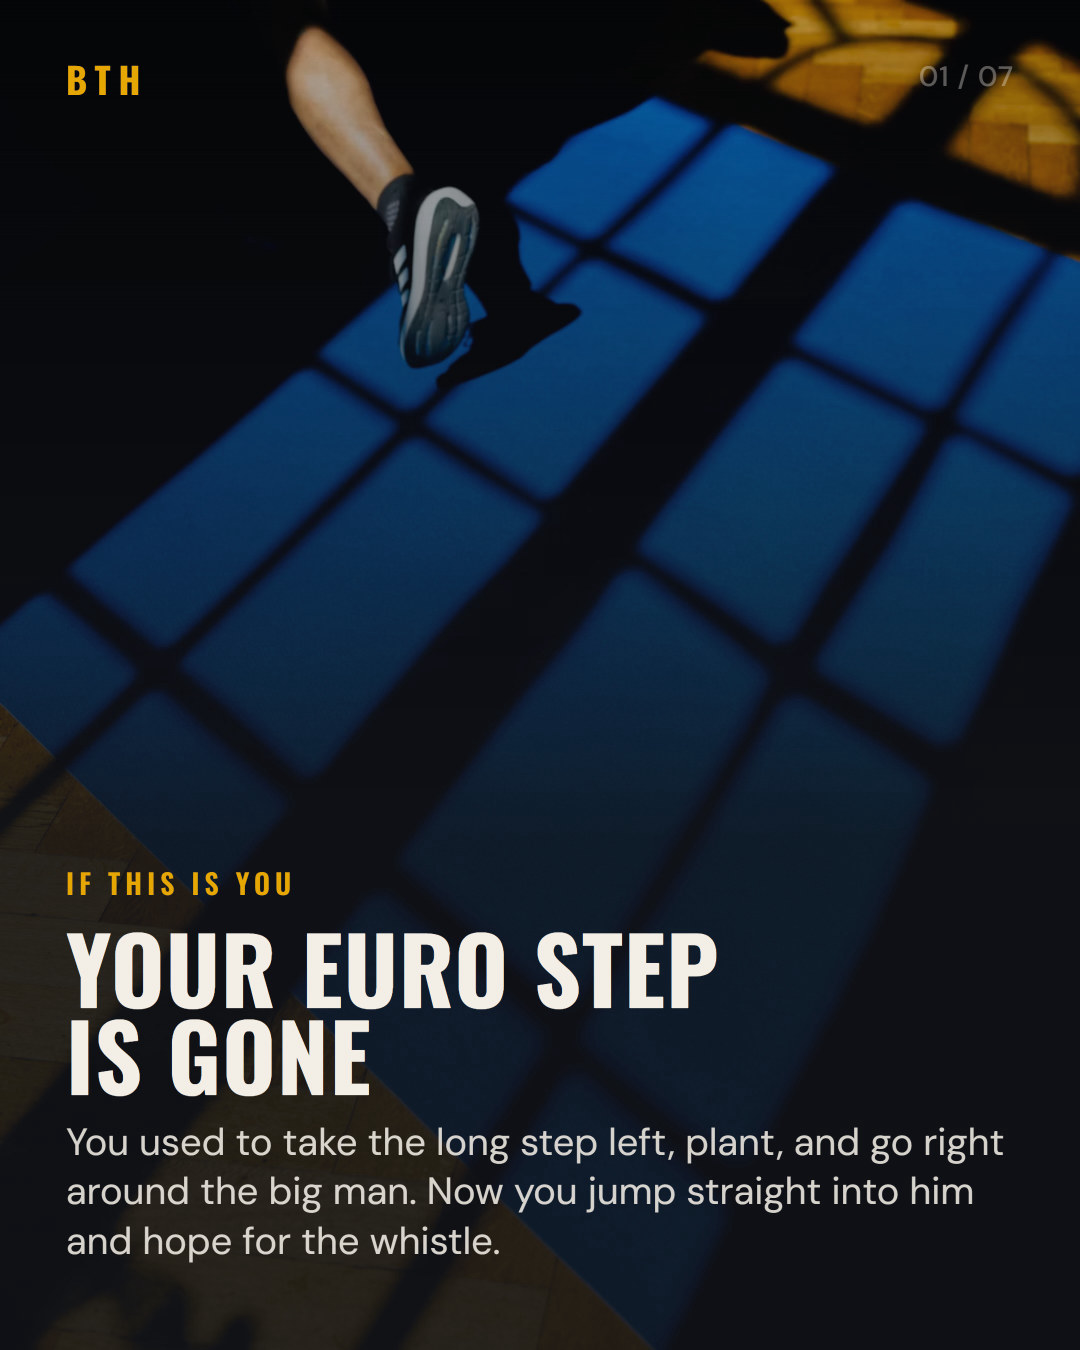 BTH
01 / 07
IF THIS IS YOU
YOUR EURO STEP
IS GONE
You used to take the long step left, plant, and go right
around the big man. Now you jump straight into him
and hope for the whistle.